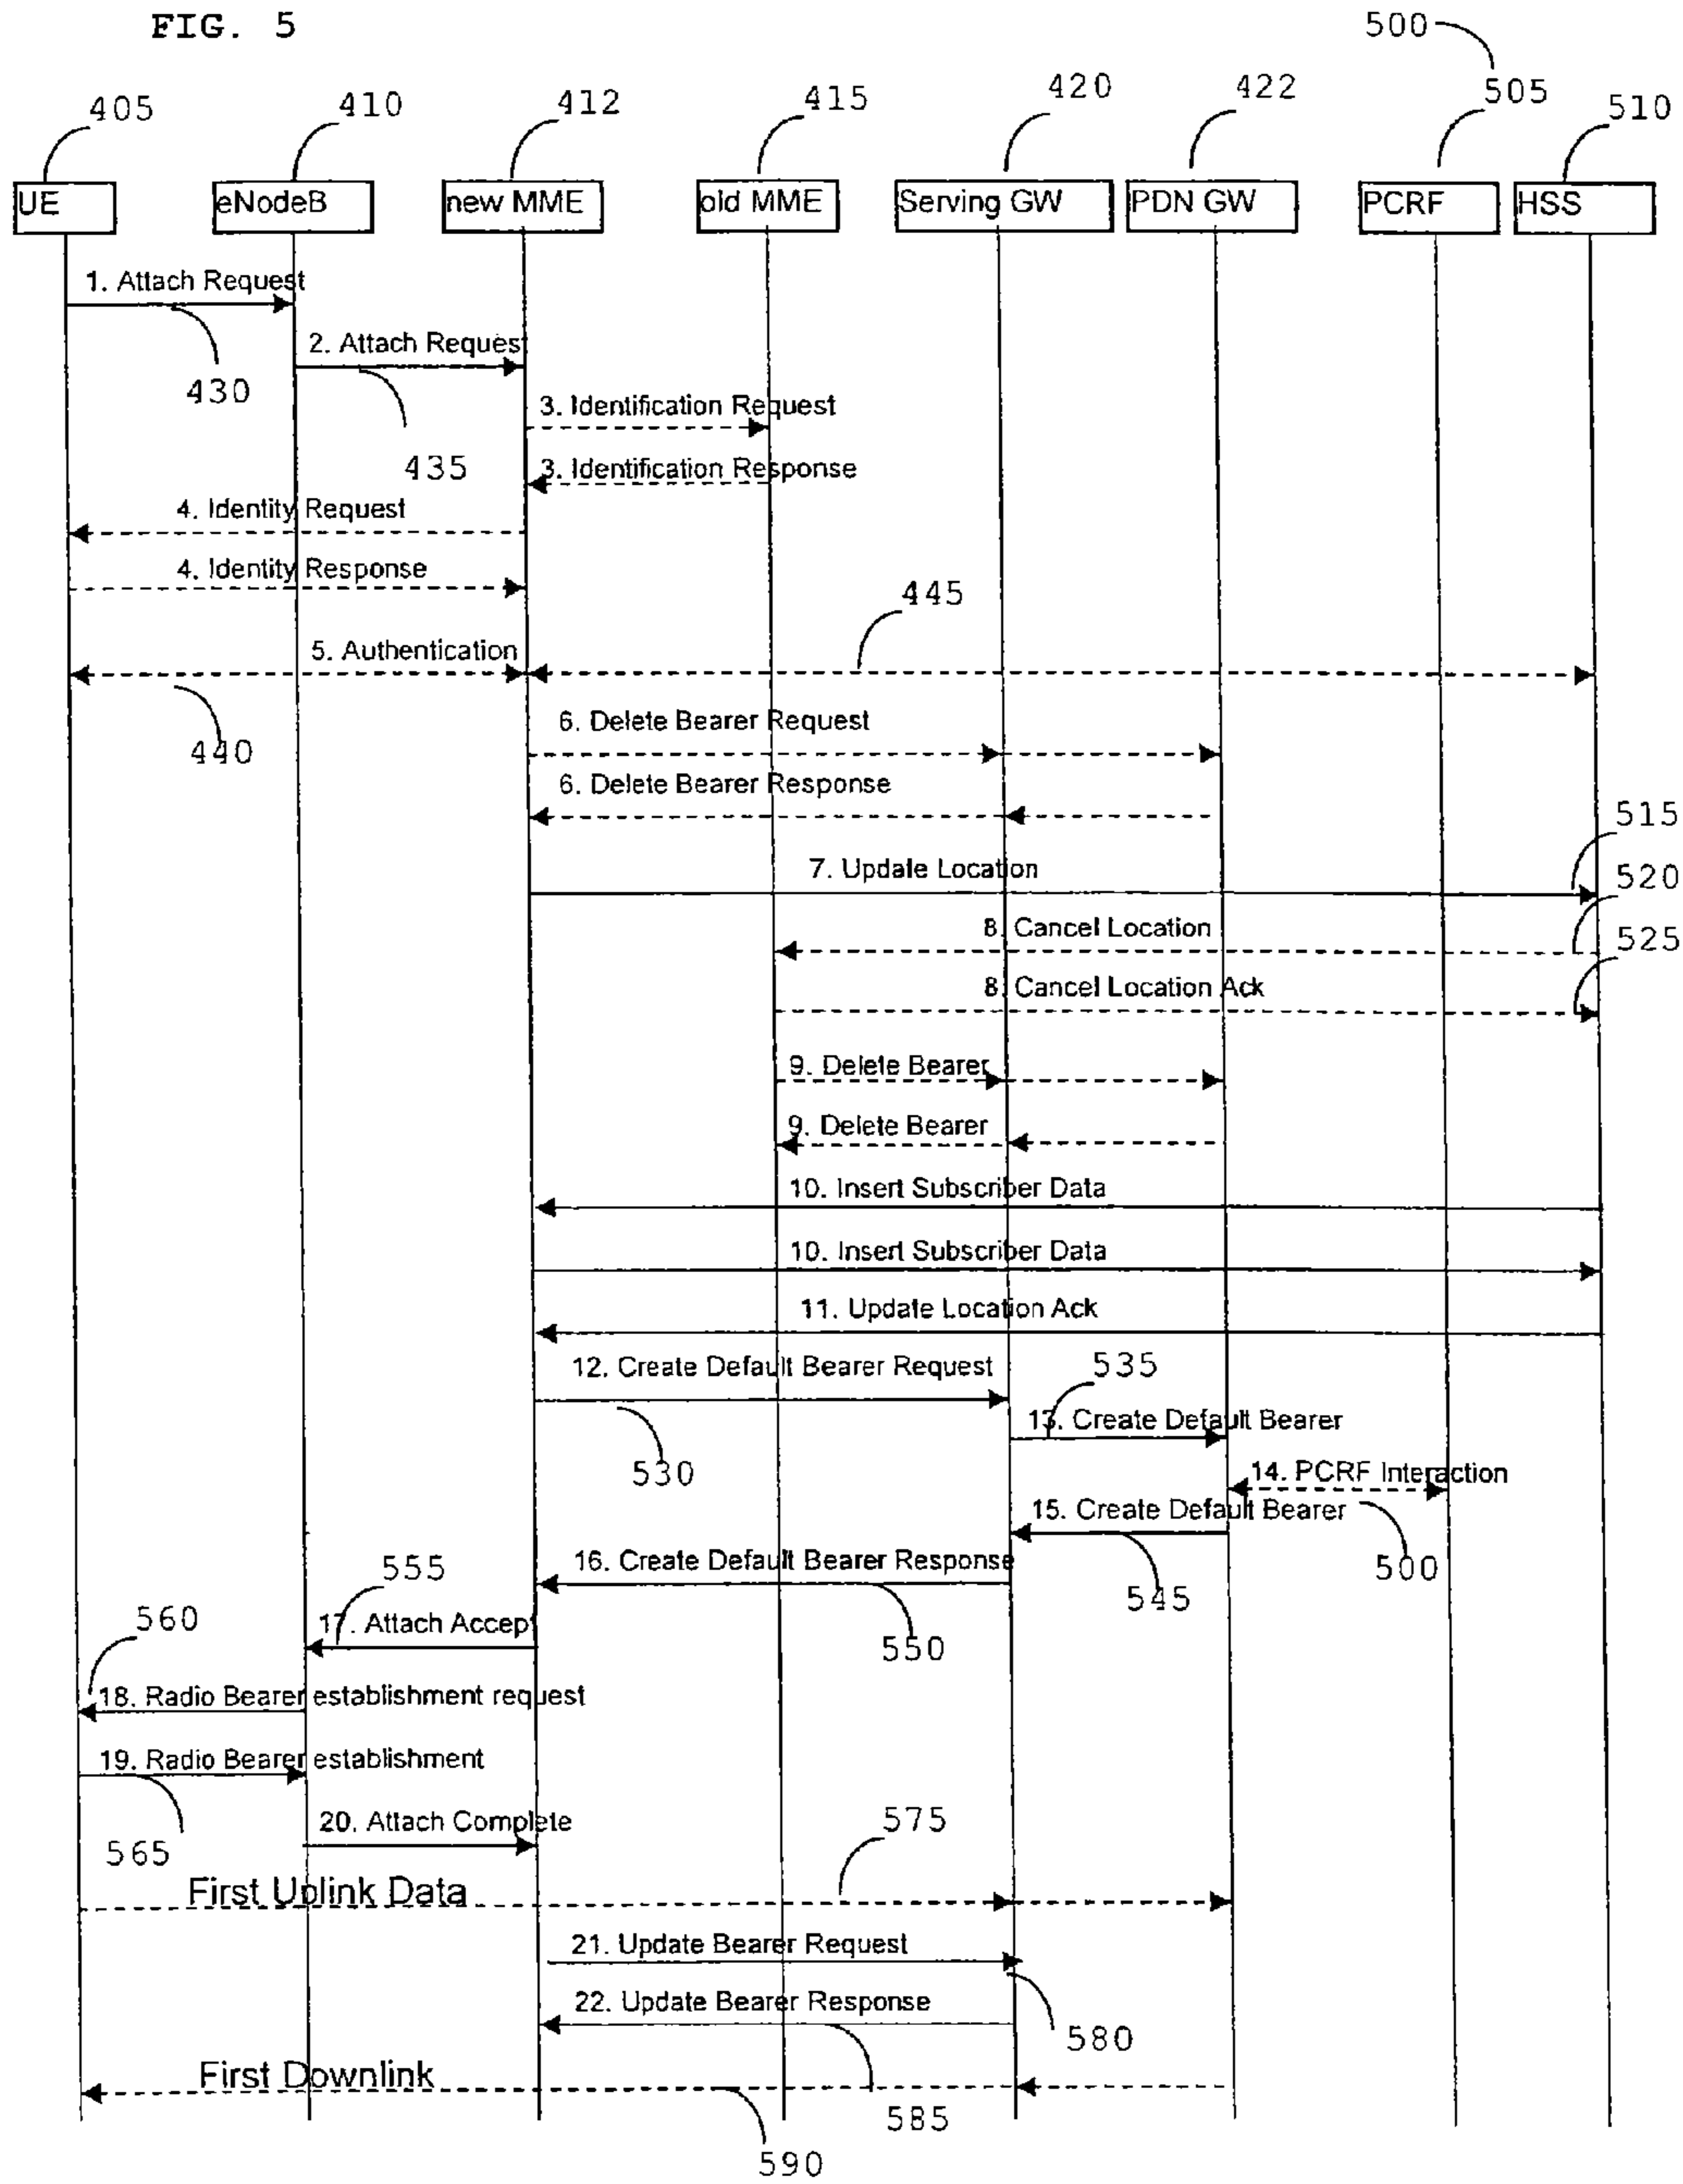 FIG. 5
500
405
410
412
415
420
422
505
510
UE
eNodeB
new MME
old MME
Serving GW
PDN GW
PCRF
HSS
1. Attach Request
430
2. Attach Reques
435
3. Identification Request
3. Identification Response
4. Identity Request
4. Identity Response
445
5. Authentication
440
6. Delete Bearer Request
6. Delete Bearer Response
515
7. Update Location
520
8. Cancel Location
525
8. Cancel Location Ack
9. Delete Bearer
9. Delete Bearer
10. Insert Subscriber Data
10. Insert Subscriber Data
11. Update Location Ack
12. Create Default Bearer Request
535
530
13. Create Default Bearer
14. PCRF Interaction
15. Create Default Bearer
500
545
16. Create Default Bearer Response
555
550
560
17. Attach Accept
18. Radio Bearer establishment request
19. Radio Bearer establishment
565
20. Attach Complete
575
First Uplink Data
21. Update Bearer Request
580
22. Update Bearer Response
585
First Downlink
590